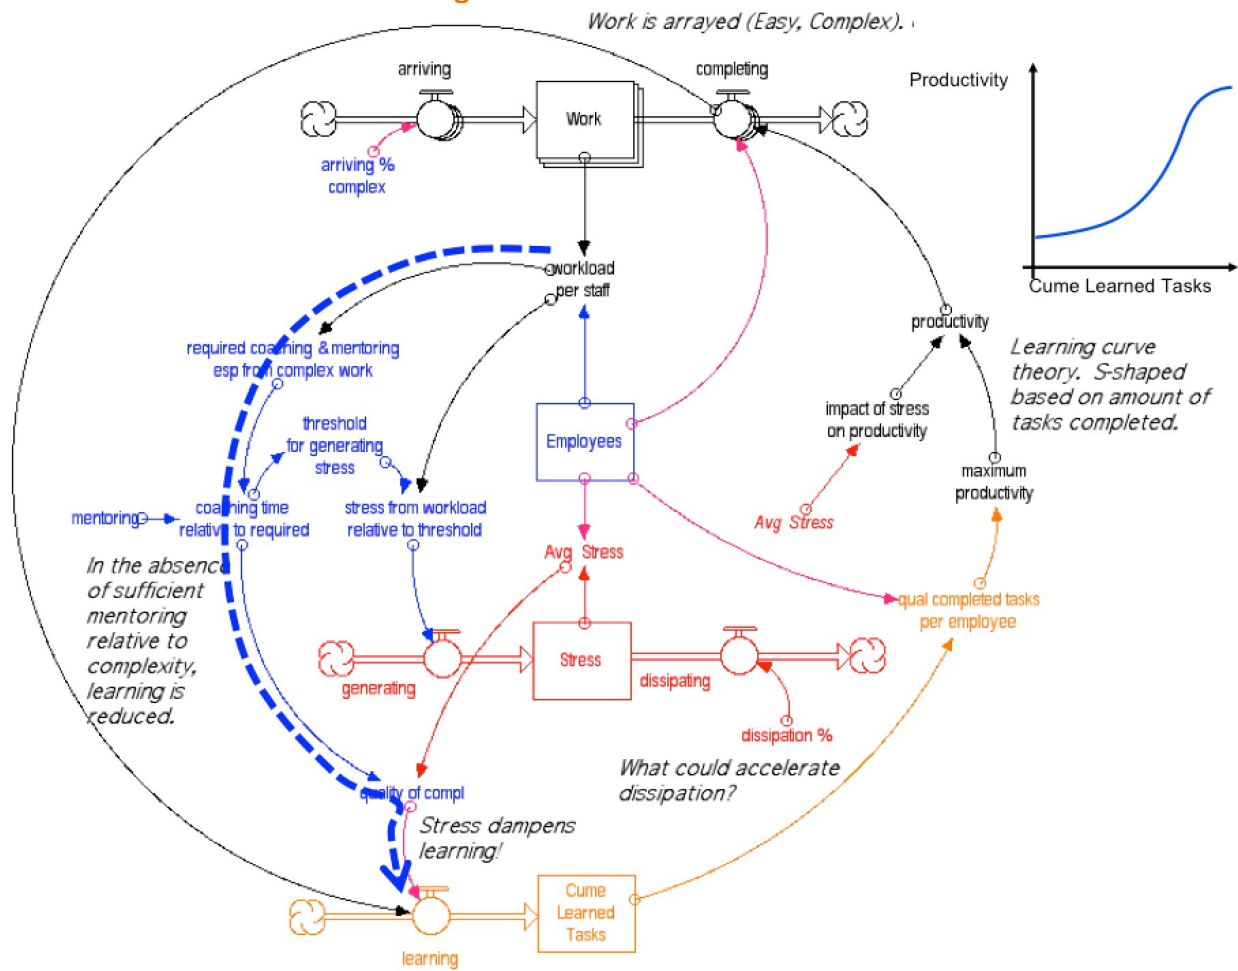 Work is arrayed (Easy, Complex).
arriving
completing
Work
arriving %
complex
Productivity
Cume Learned Tasks
workload
per staff
required coaching & mentoring
esp from complex work
productivity
Learning curve
theory. S-shaped
based on amount of
tasks completed.
threshold
for generating
stress
Employees
impact of stress
on productivity
maximum
productivity
mentoring
coaching time
relative to required
stress from workload
relative to threshold
Avg Stress
Avg Stress
In the absence
of sufficient
mentoring
relative to
complexity,
learning is
reduced.
qual completed tasks
per employee
Stress
generating
dissipating
dissipation %
What could accelerate
dissipation?
quality of compl
Stress dampens
learning!
Cume
Learned
Tasks
learning